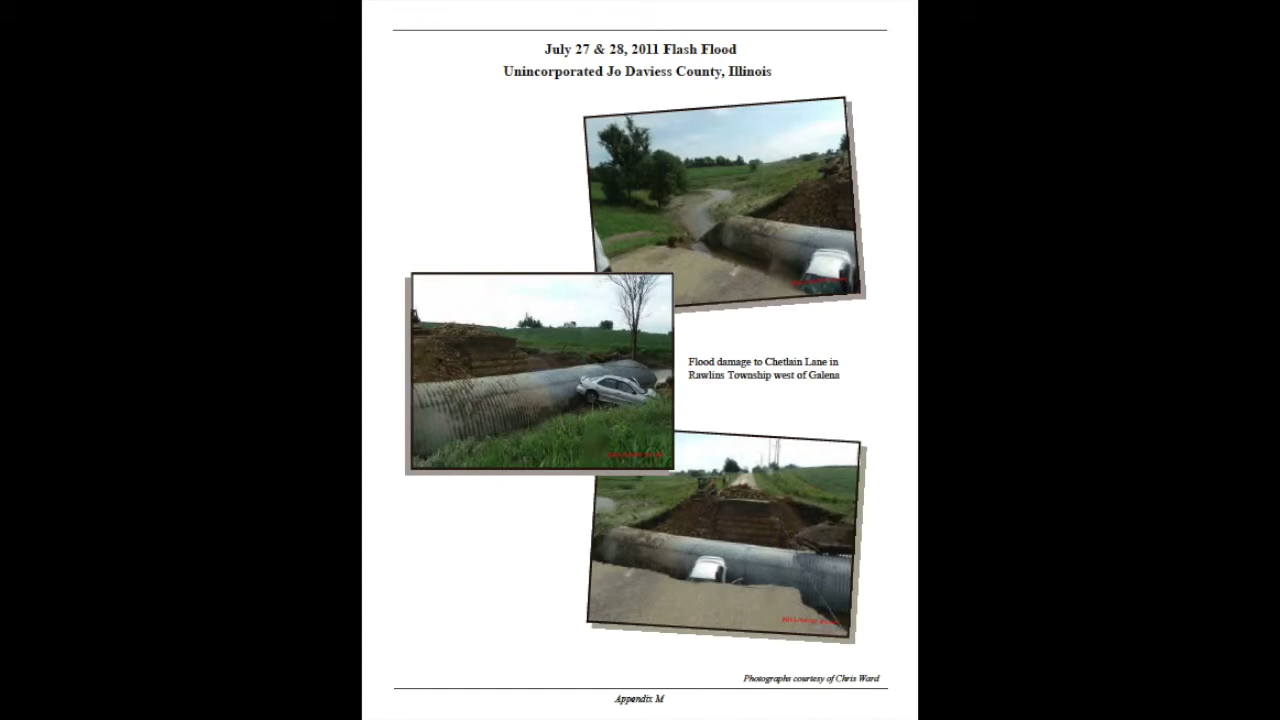 July 27 & 28, 2011 Flash Flood
Unincorporated Jo Daviess County, Illinois
Flood damage to Chetlain Lane in
Rawlins Township west of Galena
Photographs courtesy of Chris Ward
Appendix M